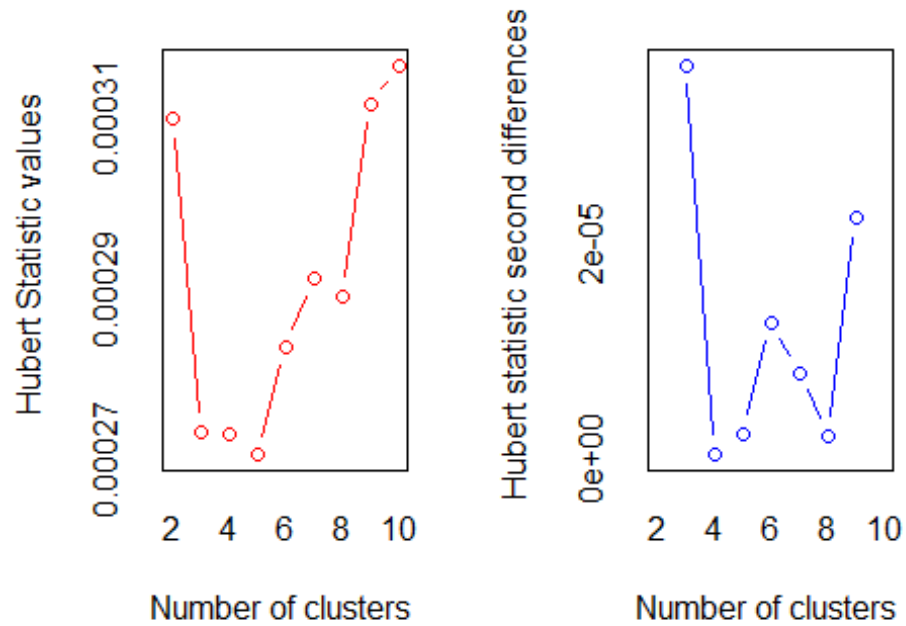 Hubert Statistic values
0.00031
0.00029
0.00027
2 4 6 8 10
Number of clusters
Hubert statistic second differences
2e-05
0e+00
2 4 6 8 10
Number of clusters